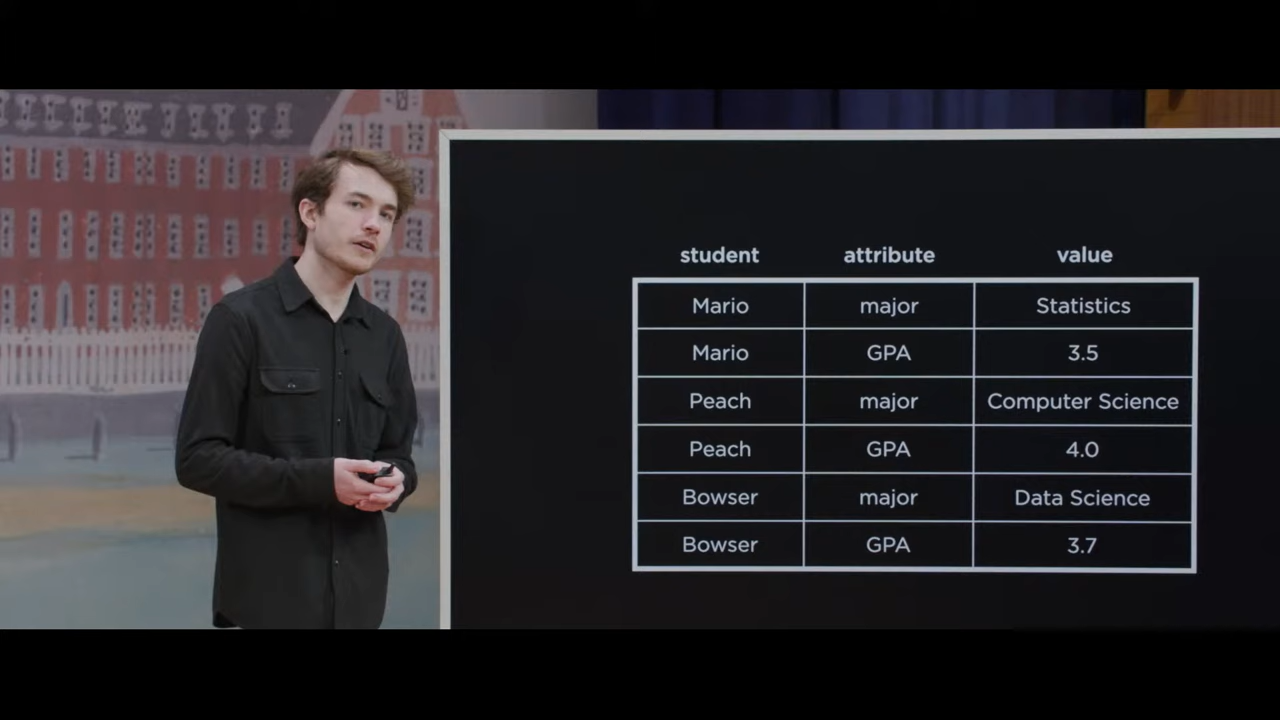 student attribute value
Mario major Statistics
Mario GPA 3.5
Peach major Computer Science
Peach GPA 4.0
Bowser major Data Science
Bowser GPA 3.7